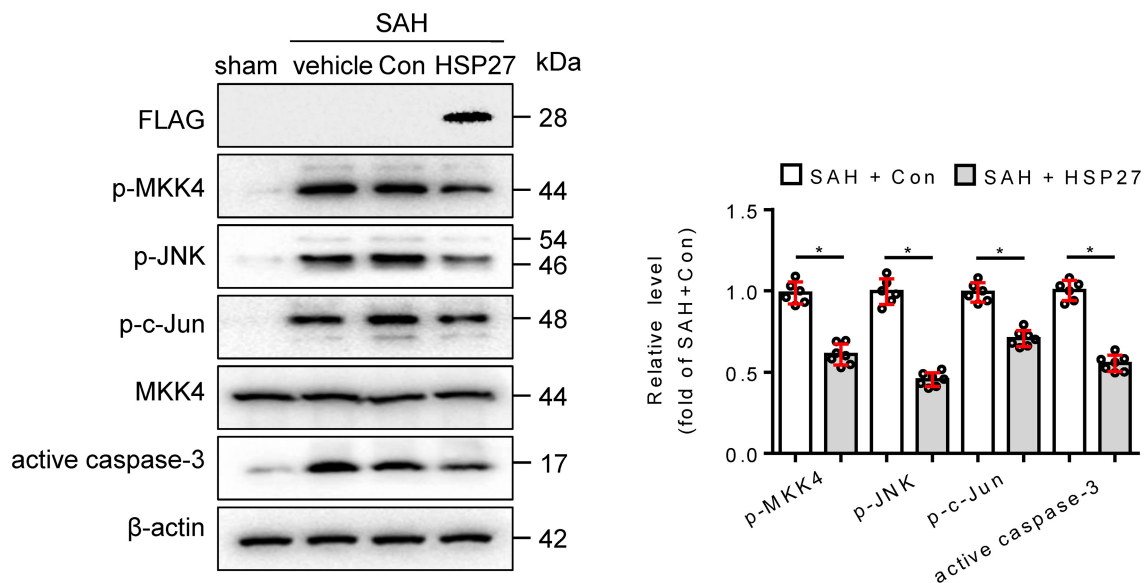 SAH
sham vehicle Con HSP27 kDa
FLAG 28
p-MKK4 44
p-JNK 54
46
p-c-Jun 48
MKK4 44
active caspase-3 17
β-actin 42
SAH + Con SAH + HSP27
Relative level
(fold of SAH+Con)
1.5
1.0
0.5
0.0
* * * *
p-MKK4
p-JNK
p-c-Jun
active caspase-3